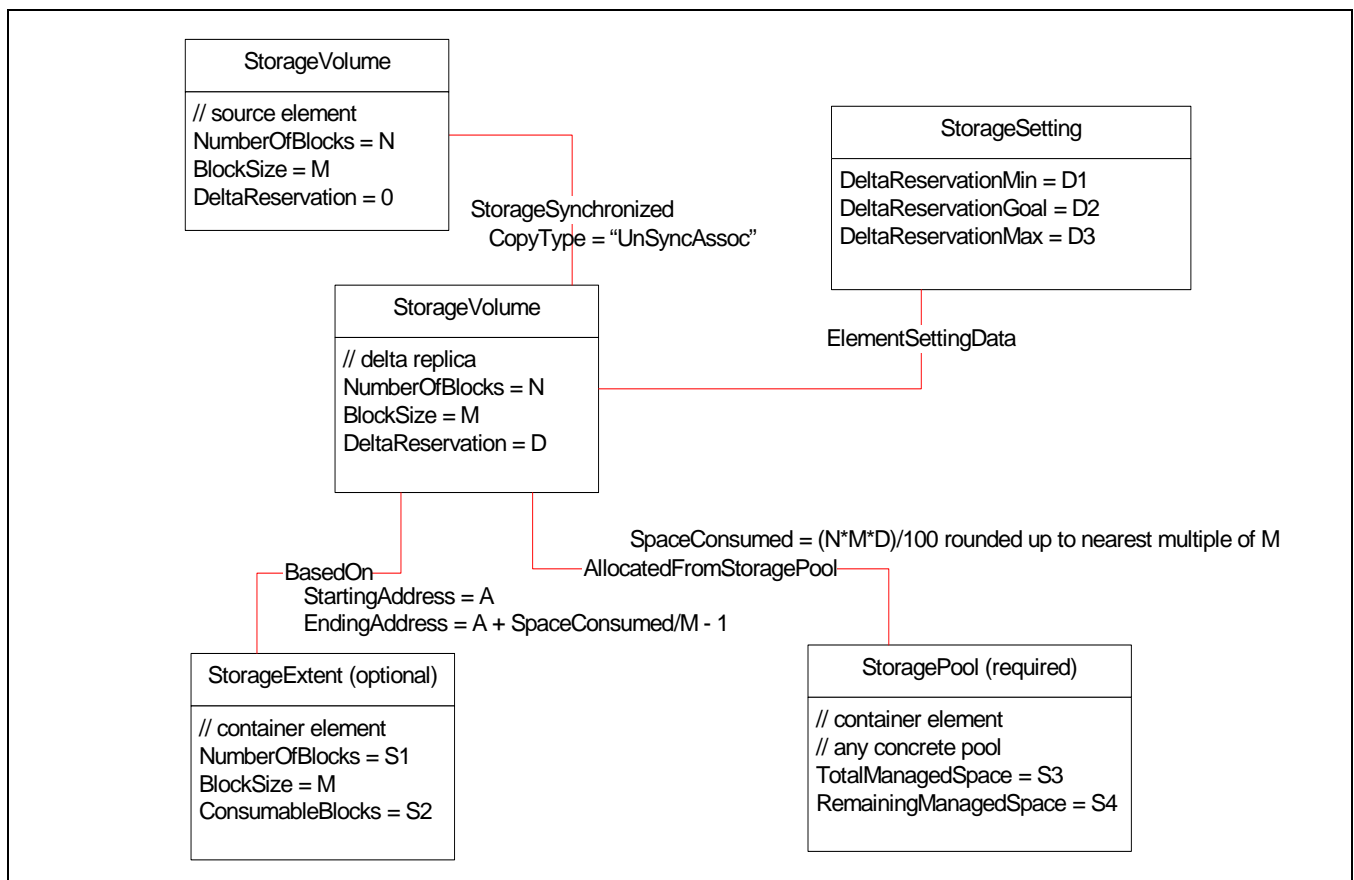 StorageVolume
// source element
NumberOfBlocks = N
BlockSize = M
DeltaReservation = 0
StorageSetting
DeltaReservationMin = D1
DeltaReservationGoal = D2
DeltaReservationMax = D3
StorageSynchronized
CopyType = “UnSyncAssoc”
StorageVolume
// delta replica
NumberOfBlocks = N
BlockSize = M
DeltaReservation = D
ElementSettingData
SpaceConsumed = (N*M*D)/100 rounded up to nearest multiple of M
AllocatedFromStoragePool
BasedOn
StartingAddress = A
EndingAddress = A + SpaceConsumed/M - 1
StorageExtent (optional)
// container element
NumberOfBlocks = S1
BlockSize = M
ConsumableBlocks = S2
StoragePool (required)
// container element
// any concrete pool
TotalManagedSpace = S3
RemainingManagedSpace = S4